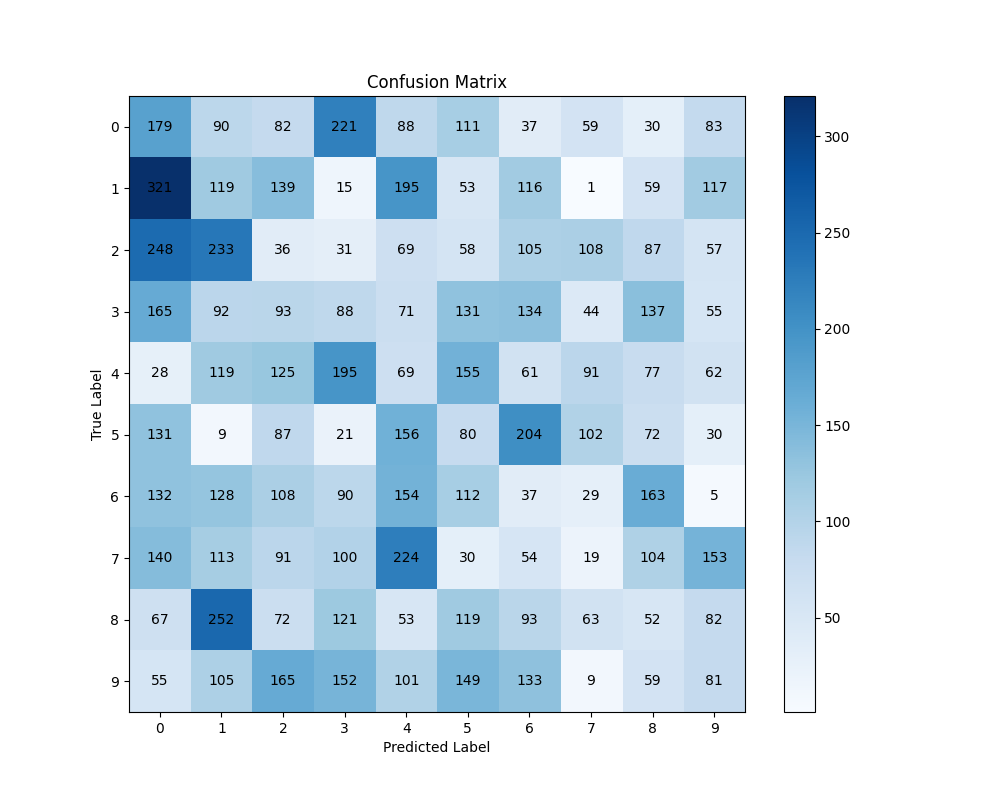 Confusion Matrix
0 179 90 82 221 88 111 37 59 30 83
300
1 321 119 139 15 195 53 116 1 59 117
250
2 248 233 36 31 69 58 105 108 87 57
3 165 92 93 88 71 131 134 44 137 55
200
4 28 119 125 195 69 155 61 91 77 62
True Label
5 131 9 87 21 156 80 204 102 72 30
150
6 132 128 108 90 154 112 37 29 163 5
100
7 140 113 91 100 224 30 54 19 104 153
8 67 252 72 121 53 119 93 63 52 82
50
9 55 105 165 152 101 149 133 9 59 81
0 1 2 3 4 5 6 7 8 9
Predicted Label